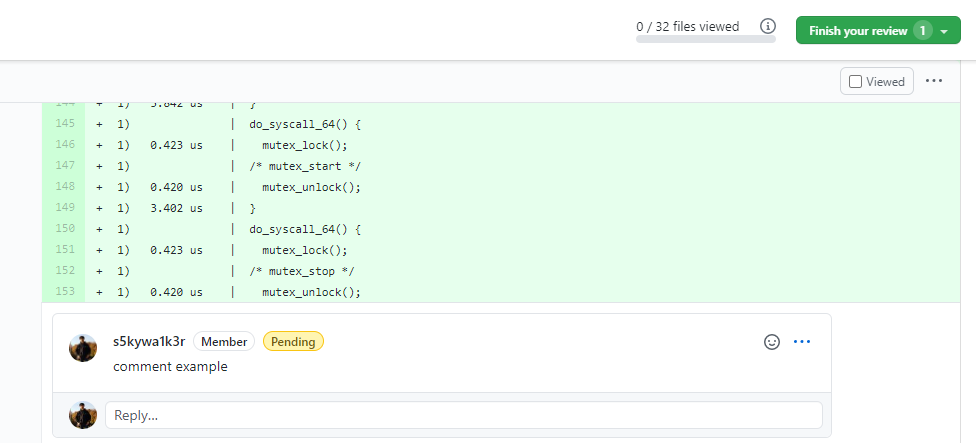 0 / 32 files viewed
Finish your review 1
Viewed
144 + 1) 5.842 us | }
145 + 1) | do_syscall_64() {
146 + 1) 0.423 us | mutex_lock();
147 + 1) | /* mutex_start */
148 + 1) 0.420 us | mutex_unlock();
149 + 1) 3.402 us | }
150 + 1) | do_syscall_64() {
151 + 1) 0.423 us | mutex_lock();
152 + 1) | /* mutex_stop */
153 + 1) 0.420 us | mutex_unlock();
s5kywa1k3r Member Pending
comment example
Reply...